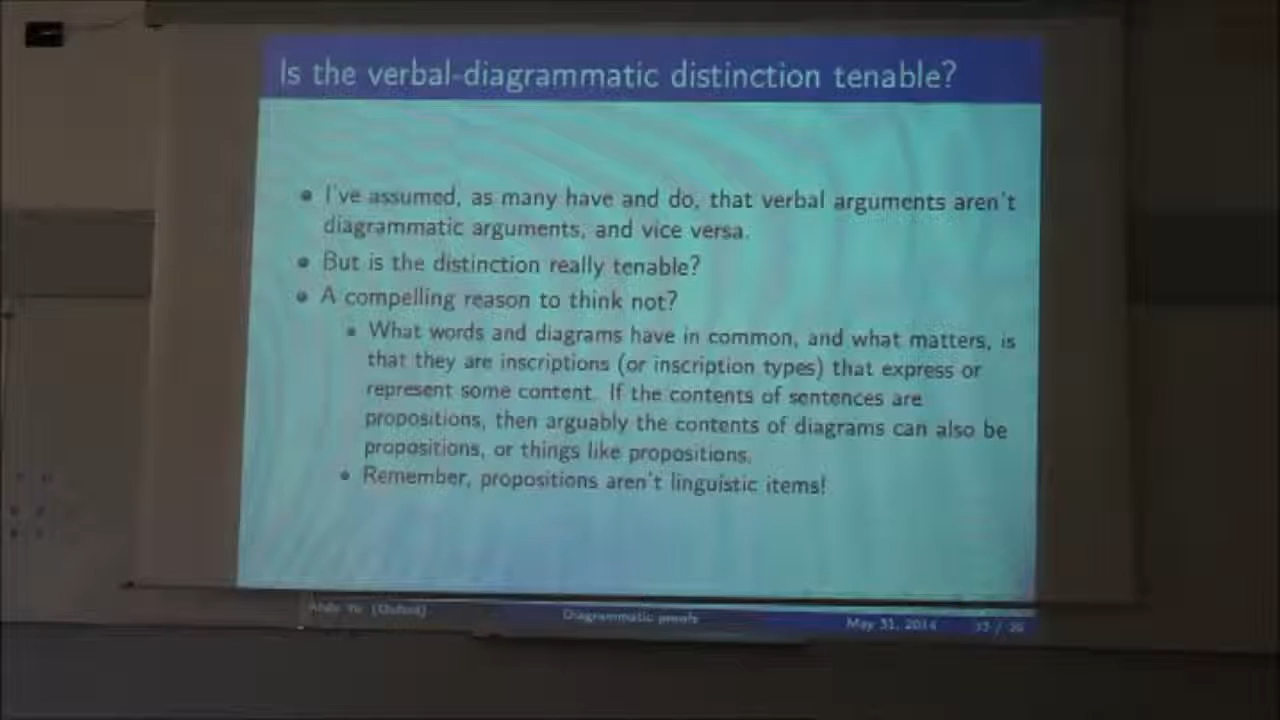 Is the verbal-diagrammatic distinction tenable?
I've assumed, as many have and do, that verbal arguments aren't
diagrammatic arguments, and vice versa.
But is the distinction really tenable?
A compelling reason to think not?
What words and diagrams have in common, and what matters, is
that they are inscriptions (or inscription types) that express or
represent some content. If the contents of sentences are
propositions, then arguably the contents of diagrams can also be
propositions, or things like propositions.
Remember, propositions aren't linguistic items!
(Oxford)
Diagrammatic proofs
May 31, 2014